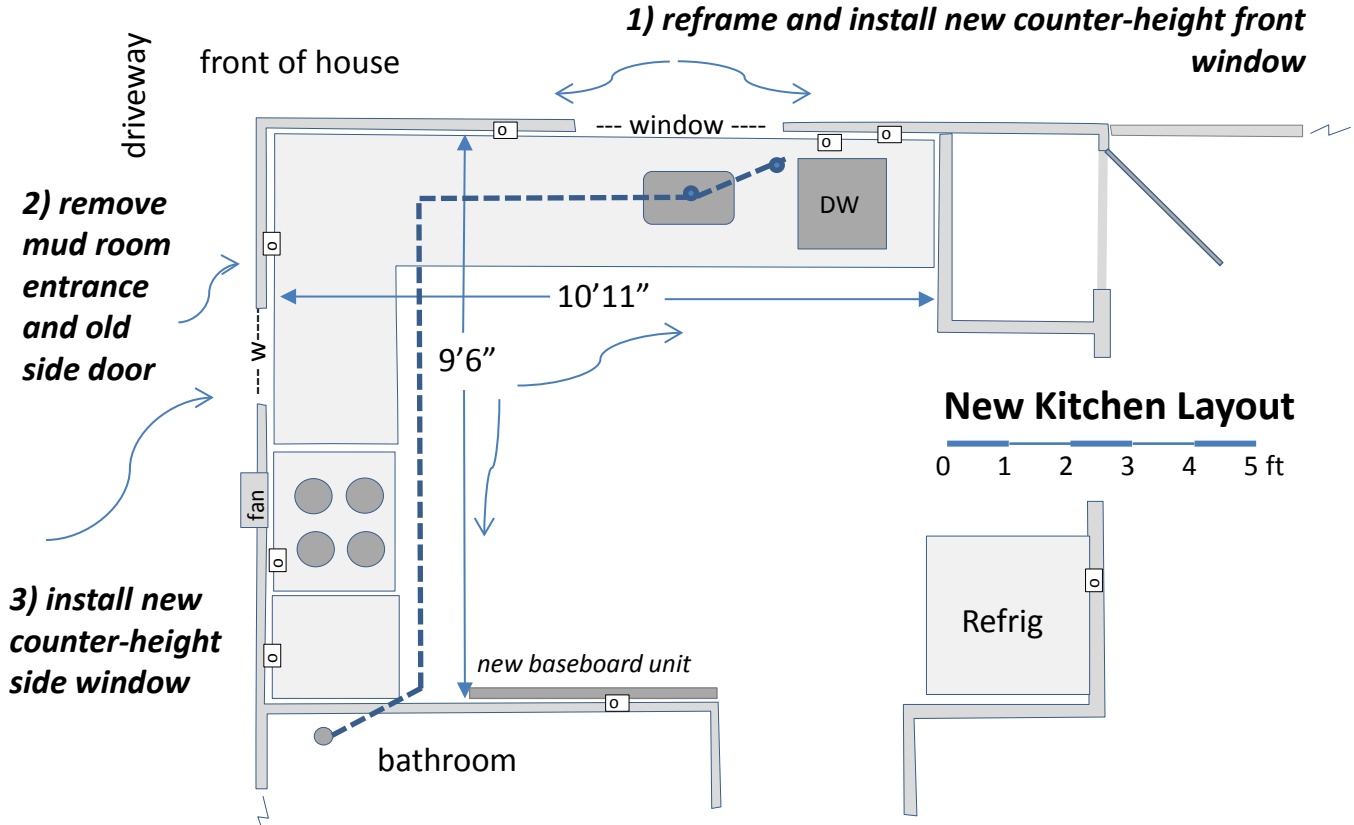 1) reframe and install new counter-height front
window
driveway
front of house
--- window ----
o
o
o
2) remove
mud room
entrance
and old
side door
o
DW
10’11”
---- W-----
9’6”
New Kitchen Layout
0 1 2 3 4 5 ft
fan
o
3) install new
counter-height
side window
o
Refrig
o
new baseboard unit
o
bathroom